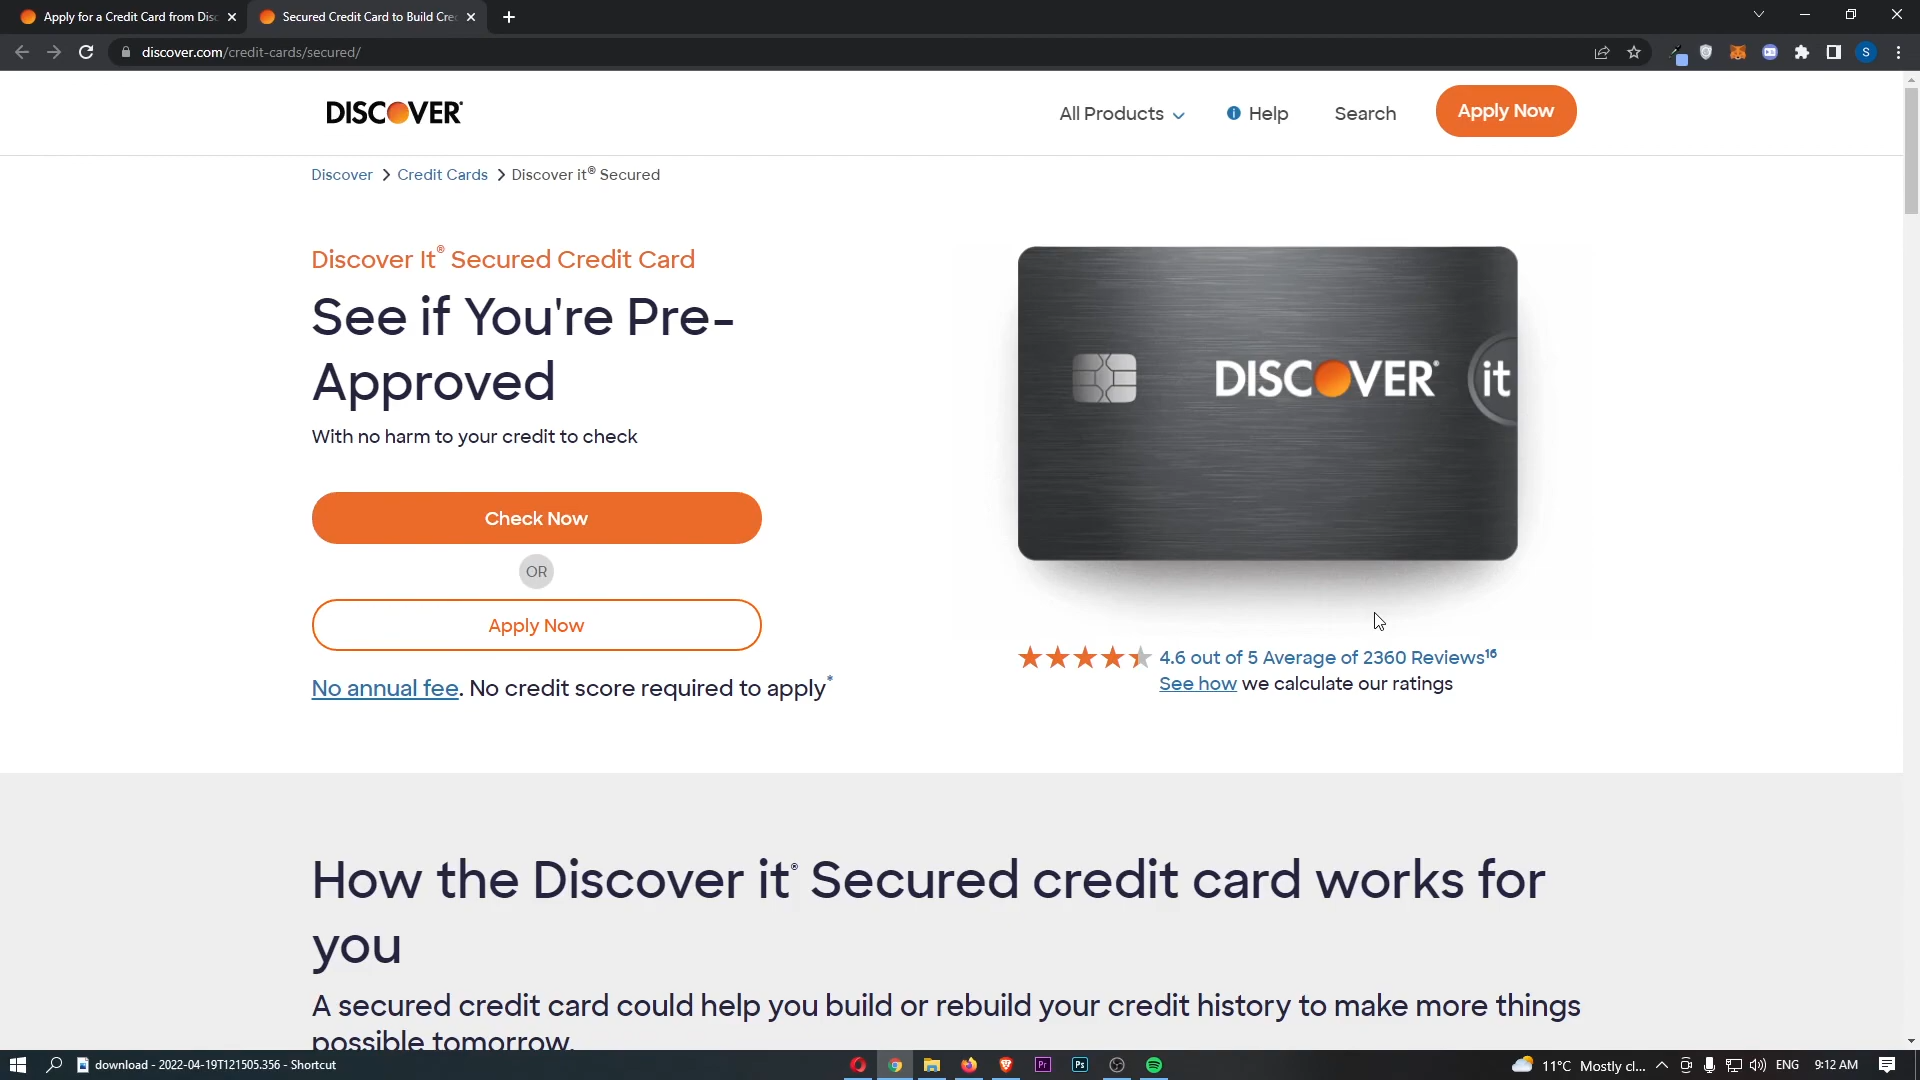 Apply for a Credit Card from Disc
Secured Credit Card to Build Cre
discover.com/credit-cards/secured/
S
DISCOVER®
All Products
Help
Search
Apply Now
Discover > Credit Cards > Discover it® Secured
Discover It® Secured Credit Card
See if You're Pre-
Approved
With no harm to your credit to check
Check Now
OR
Apply Now
No annual fee. No credit score required to apply*
DISCOVER®
it
4.6 out of 5 Average of 2360 Reviews¹⁶
See how we calculate our ratings
How the Discover it® Secured credit card works for
you
A secured credit card could help you build or rebuild your credit history to make more things
possible tomorrow.
download - 2022-04-19T121505.356 - Shortcut
Pr
Ps
11°C Mostly cl...
ENG
9:12 AM